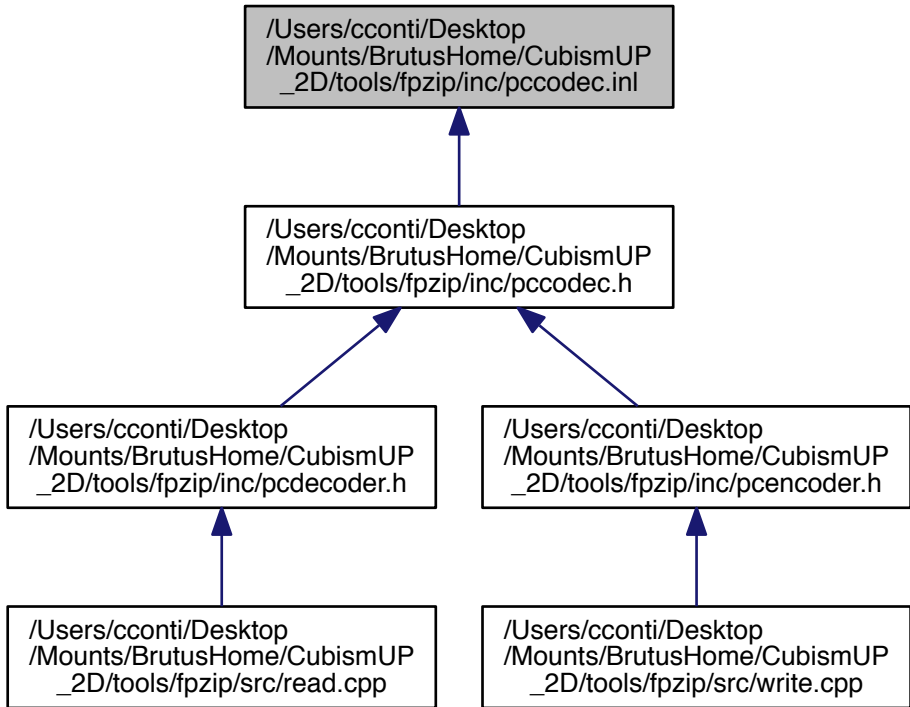 /Users/cconti/Desktop
/Mounts/BrutusHome/CubismUP
_2D/tools/fpzip/inc/pccodec.inl
/Users/cconti/Desktop
/Mounts/BrutusHome/CubismUP
_2D/tools/fpzip/inc/pccodec.h
/Users/cconti/Desktop
/Mounts/BrutusHome/CubismUP
_2D/tools/fpzip/inc/pcdecoder.h
/Users/cconti/Desktop
/Mounts/BrutusHome/CubismUP
_2D/tools/fpzip/inc/pcencoder.h
/Users/cconti/Desktop
/Mounts/BrutusHome/CubismUP
_2D/tools/fpzip/src/read.cpp
/Users/cconti/Desktop
/Mounts/BrutusHome/CubismUP
_2D/tools/fpzip/src/write.cpp